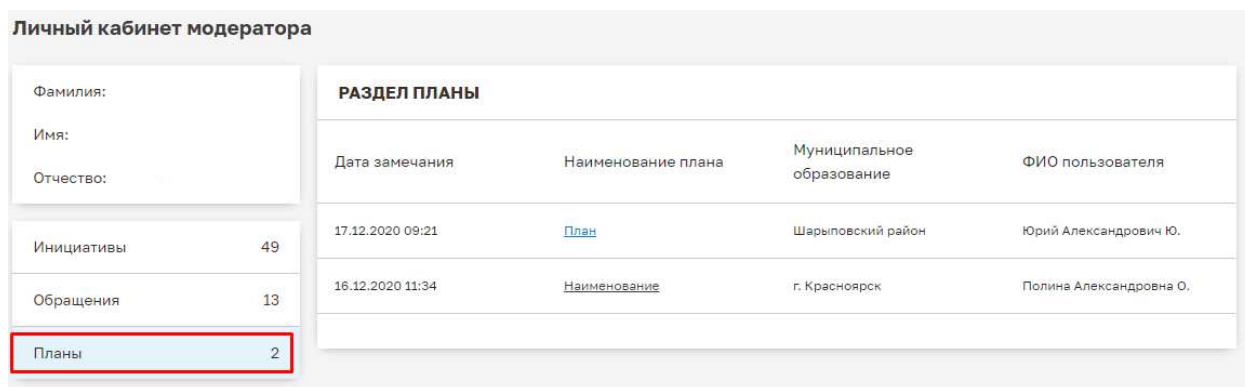 Личный кабинет модератора
Фамилия:
Имя:
Отчество:
Инициативы 49
Обращения 13
Планы 2
РАЗДЕЛ ПЛАНЫ
Дата замечания Наименование плана Муниципальное образование ФИО пользователя
17.12.2020 09:21 План Шарыповский район Юрий Александрович Ю.
16.12.2020 11:34 Наименование г. Красноярск Полина Александровна О.